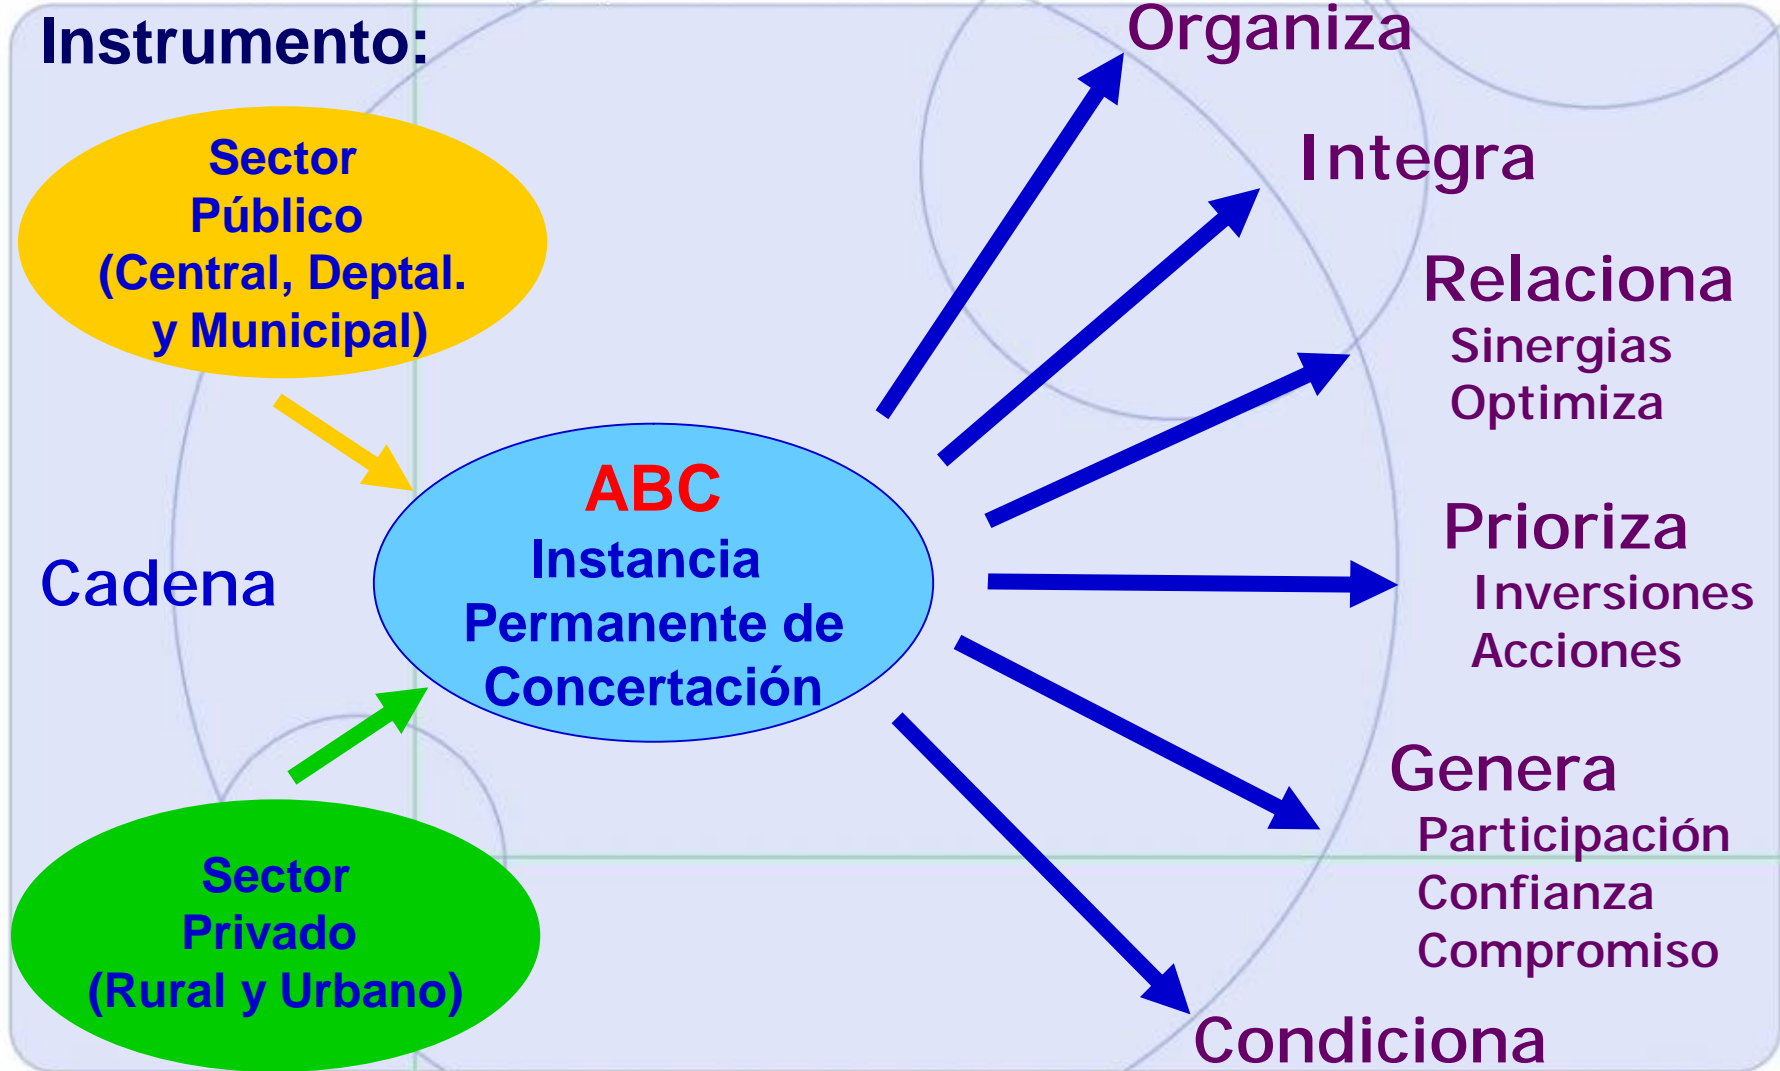 Instrumento:
Sector
Público
(Central, Deptal.
y Municipal)
Cadena
Sector
Privado
(Rural y Urbano)
ABC
Instancia
Permanente de
Concertación
Organiza
Integra
Relaciona
Sinergias
Optimiza
Prioriza
Inversiones
Acciones
Genera
Participación
Confianza
Compromiso
Condiciona